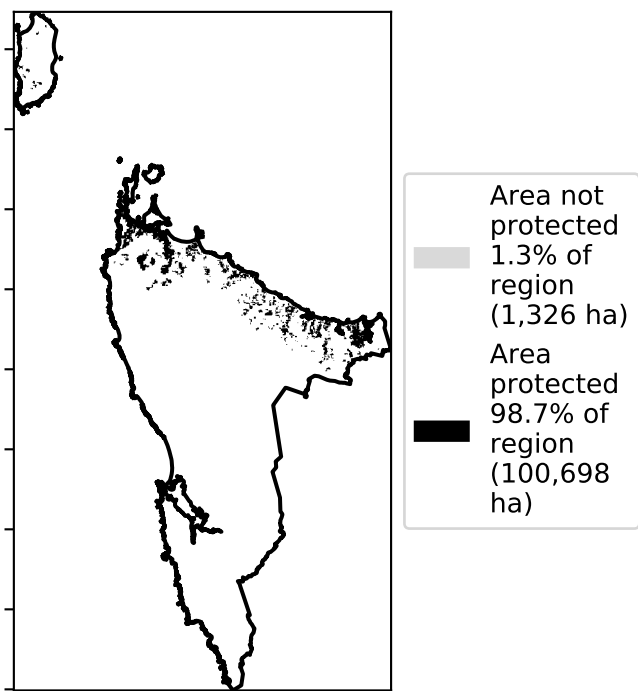 Area not
protected
1.3% of
region
(1,326 ha)
Area
protected
98.7% of
region
(100,698
ha)